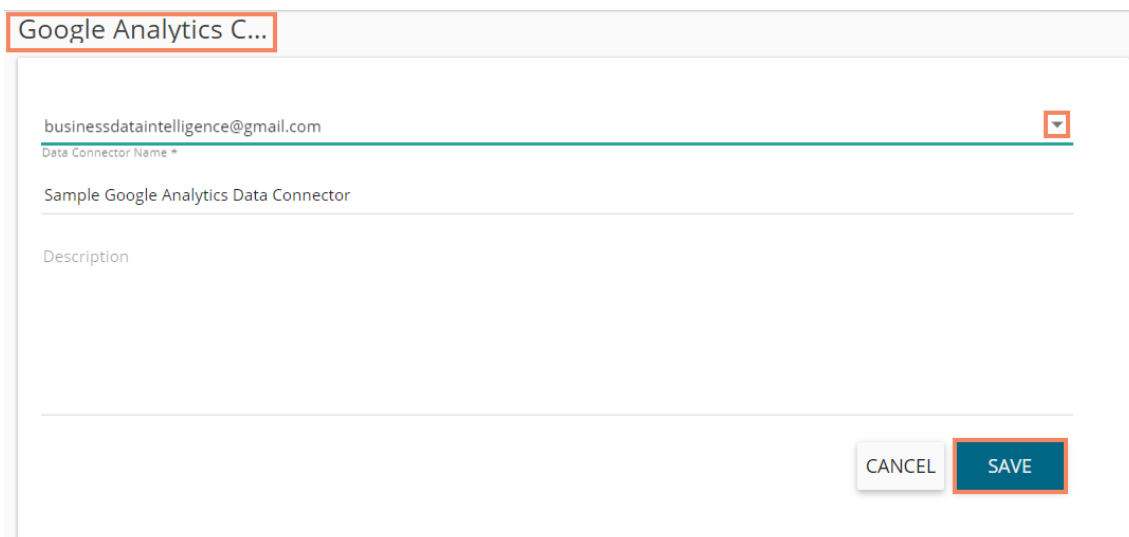 Google Analytics C...
businessdataintelligence@gmail.com
Data Connector Name *
Sample Google Analytics Data Connector
Description
CANCEL SAVE